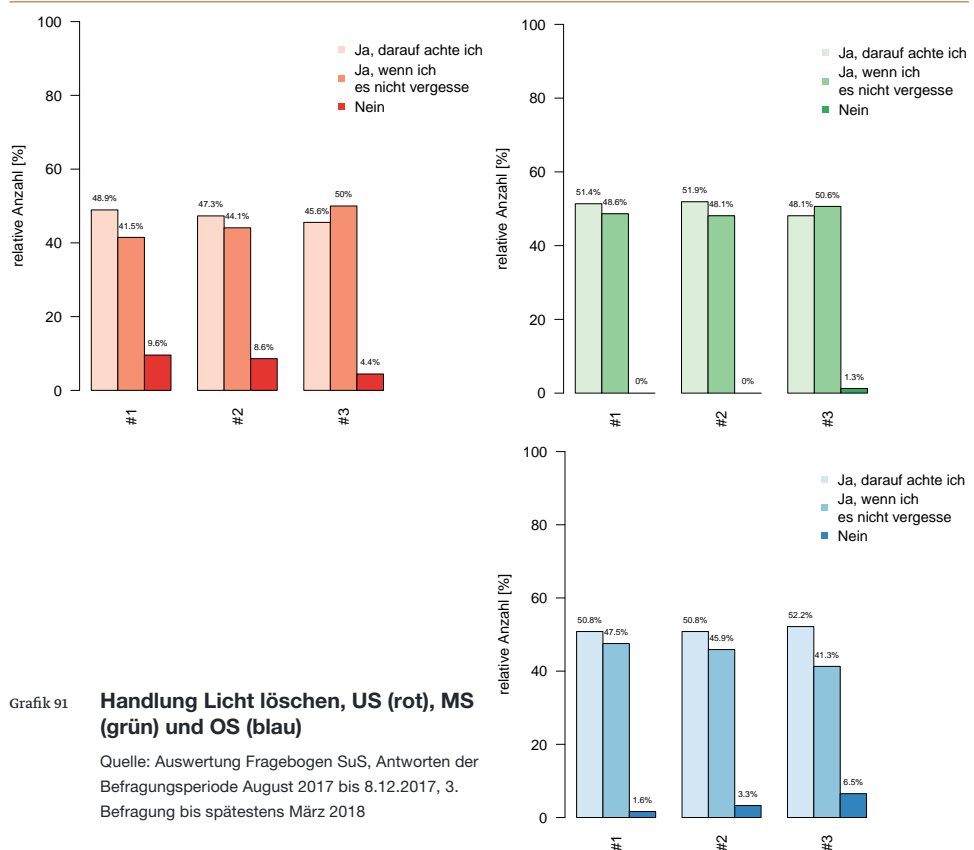 100
80
60
40
20
0
relative Anzahl [%]
Ja, darauf achte ich
Ja, wenn ich
es nicht vergesse
Nein
48.9%
41.5%
9.6%
47.3%
44.1%
8.6%
45.6%
50%
4.4%
#1
#2
#3
100
80
60
40
20
0
relative Anzahl [%]
Ja, darauf achte ich
Ja, wenn ich
es nicht vergesse
Nein
51.4%
48.6%
0%
51.9%
48.1%
0%
48.1%
50.6%
1.3%
#1
#2
#3
100
80
60
40
20
0
relative Anzahl [%]
Ja, darauf achte ich
Ja, wenn ich
es nicht vergesse
Nein
50.8%
47.5%
1.6%
50.8%
45.9%
3.3%
52.2%
41.3%
6.5%
#1
#2
#3
Grafik 91
Handlung Licht löschen, US (rot), MS
(grün) und OS (blau)
Quelle: Auswertung Fragebogen SuS, Antworten der
Befragungsperiode August 2017 bis 8.12.2017, 3.
Befragung bis spätestens März 2018